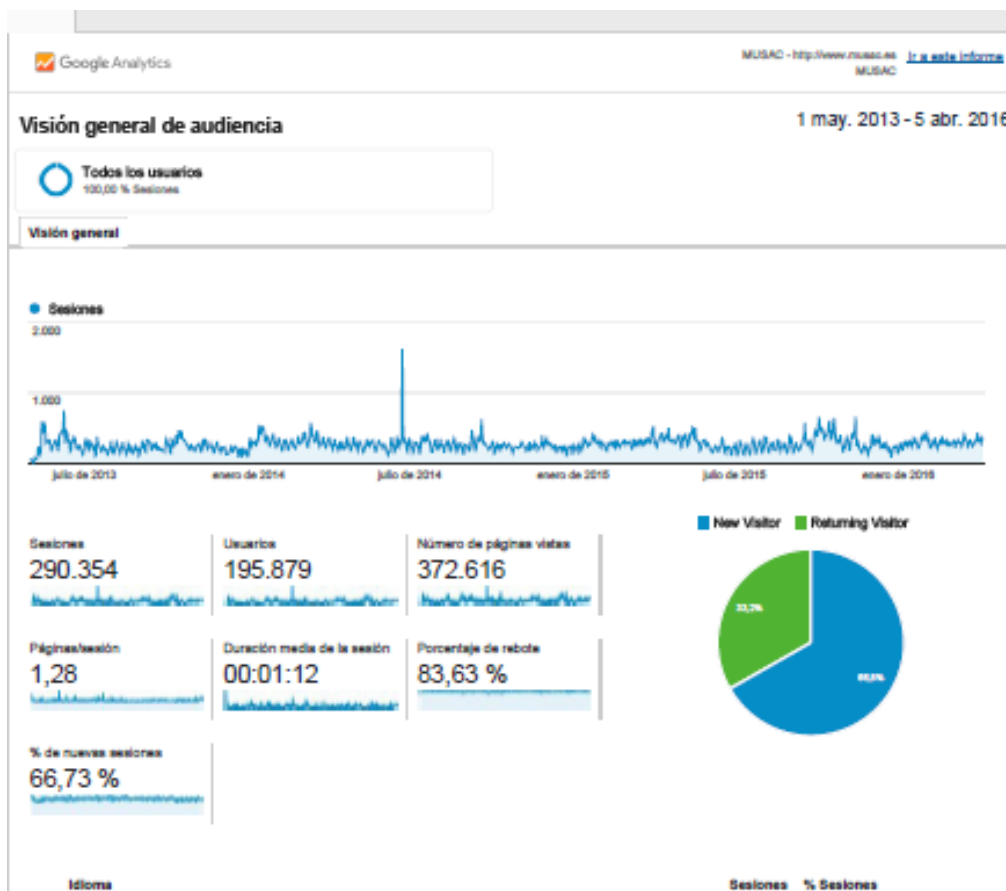 Google Analytics
MUSAC - http://www.musac.es Ir a este informe
MUSAC
Visión general de audiencia
1 may. 2013 - 5 abr. 2016
Todos los usuarios
100,00 % Sesiones
Visión general
Sesiones
2.000
1.000
julio de 2013 enero de 2014 julio de 2014 enero de 2015 julio de 2015 enero de 2016
New Visitor Returning Visitor
Sesiones Usuarios Número de páginas vistas
290.354 195.879 372.616
33,2%
Páginas/sesión Duración media de la sesión Porcentaje de rebote
1,28 00:01:12 83,63 %
66,8%
% de nuevas sesiones
66,73 %
Idioma Sesiones % Sesiones